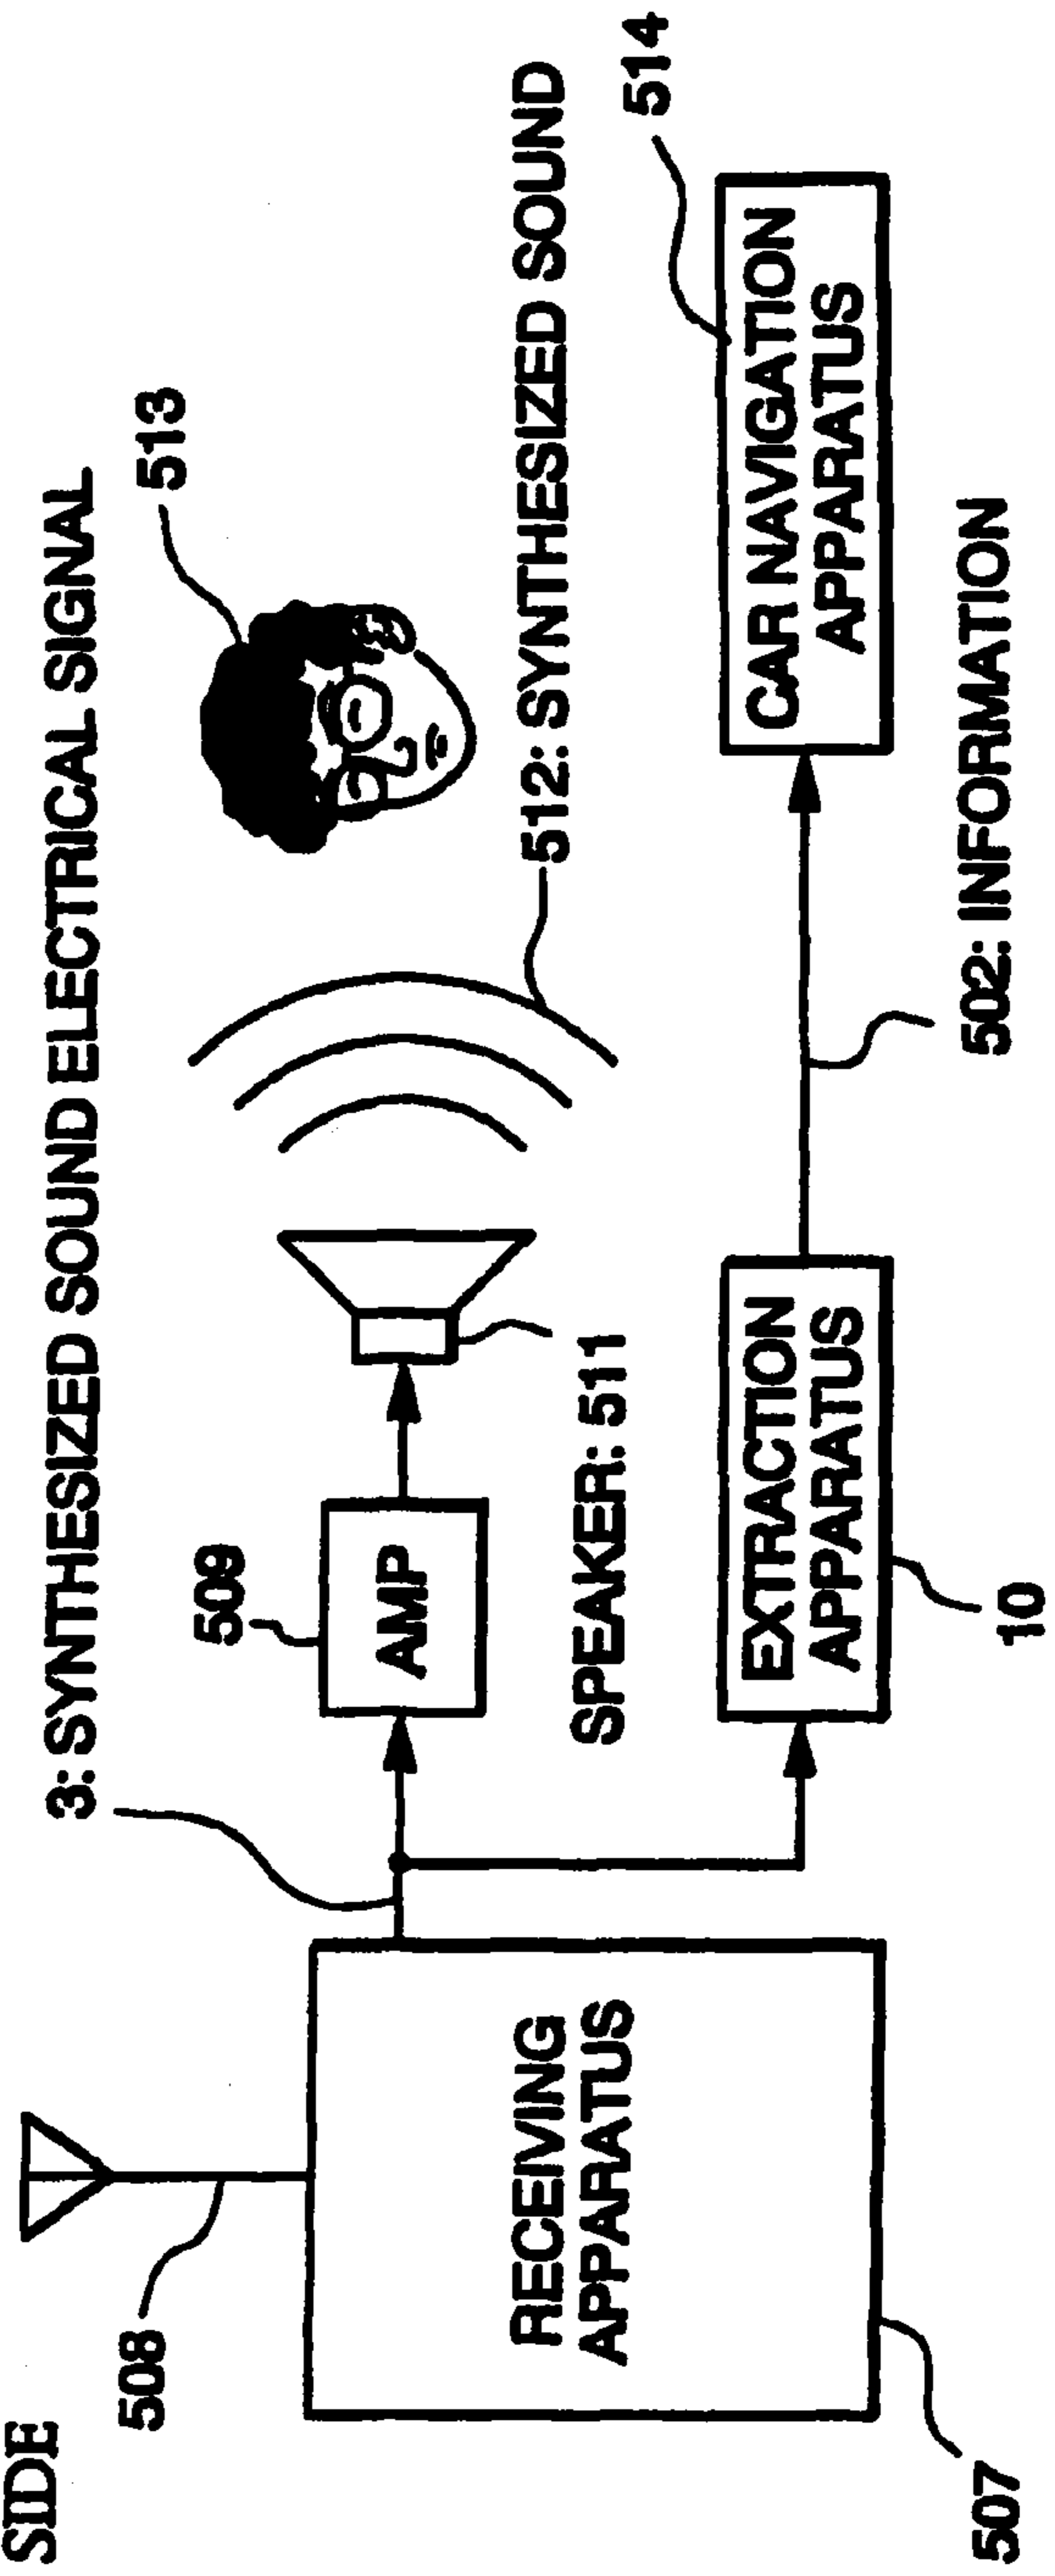 SIDE
3: SYNTHESIZED SOUND ELECTRICAL SIGNAL
508
509
513
AMP
512: SYNTHESIZED SOUND
RECEIVING
APPARATUS
SPEAKER: 511
514
EXTRACTION
APPARATUS
CAR NAVIGATION
APPARATUS
507
10
502: INFORMATION